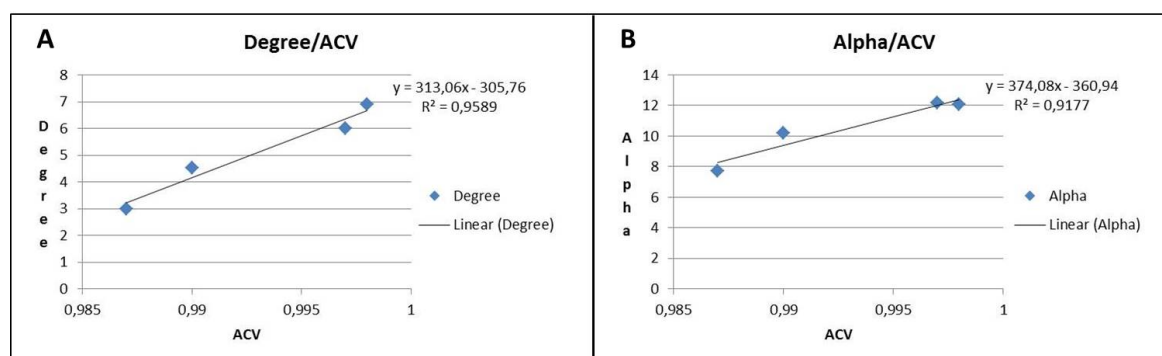 A
Degree/ACV
8
7
6
5
4
3
2
1
0
Degree
y = 313,06x - 305,76
R² = 0,9589
Degree
Linear (Degree)
0,985
0,99
0,995
1
ACV
B
Alpha/ACV
14
12
10
8
6
4
2
0
Alpha
y = 374,08x - 360,94
R² = 0,9177
Alpha
Linear (Alpha)
0,985
0,99
0,995
1
ACV